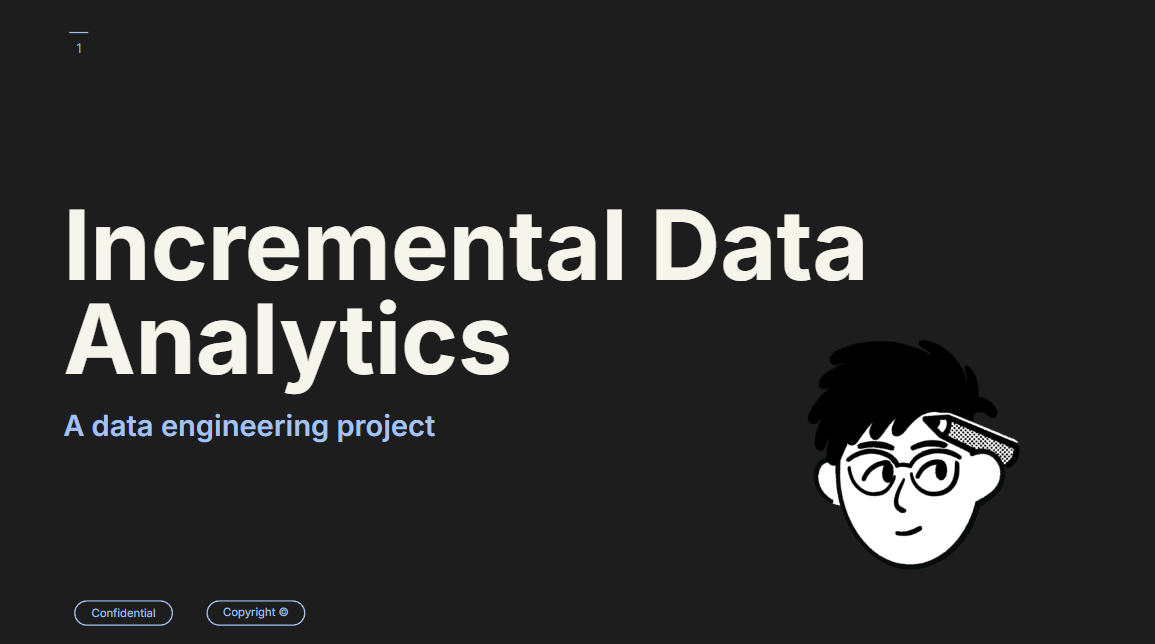 1
Incremental Data
Analytics
A data engineering project
Confidential
Copyright ©